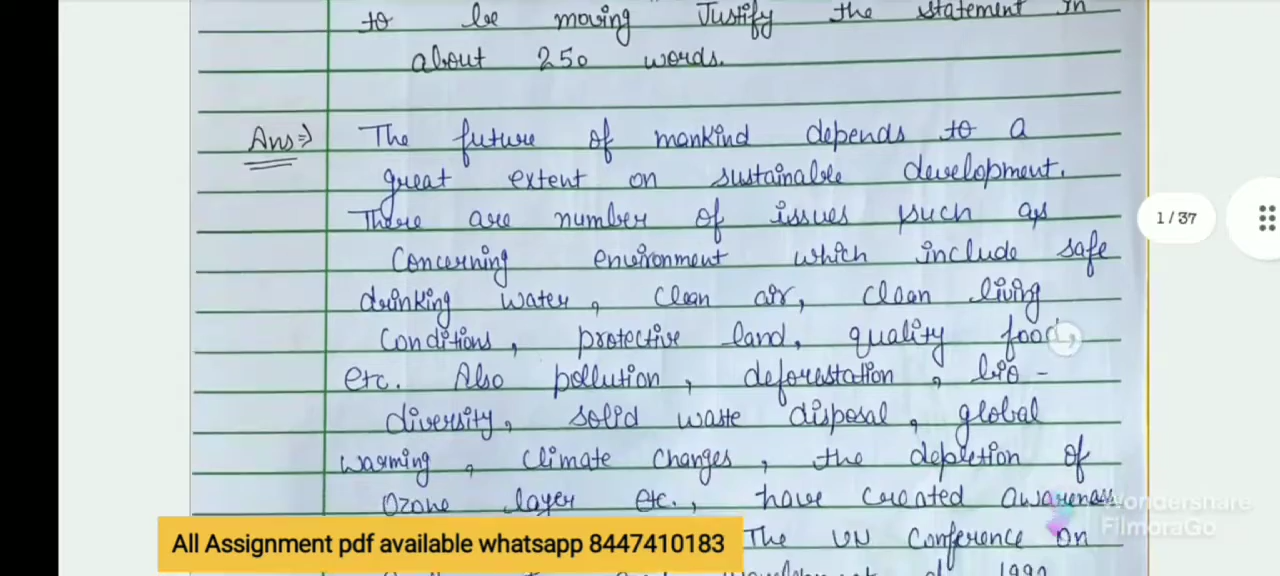 to be moving Justify the statement in
about 250 words.
Ans⇒ The future of mankind depends to a
great extent on sustainable development.
There are number of issues such as
concerning environment which include safe
drinking water, clean air, clean living
conditions, protective land, quality food,
etc. Also pollution, deforestation, bio-
diversity, solid waste disposal, global
warming, climate changes, the depletion of
Ozone layer etc., have created awareness
The UN Conference on
1992
1 / 37
All Assignment pdf available whatsapp 8447410183
Wondershare
FilmoraGo